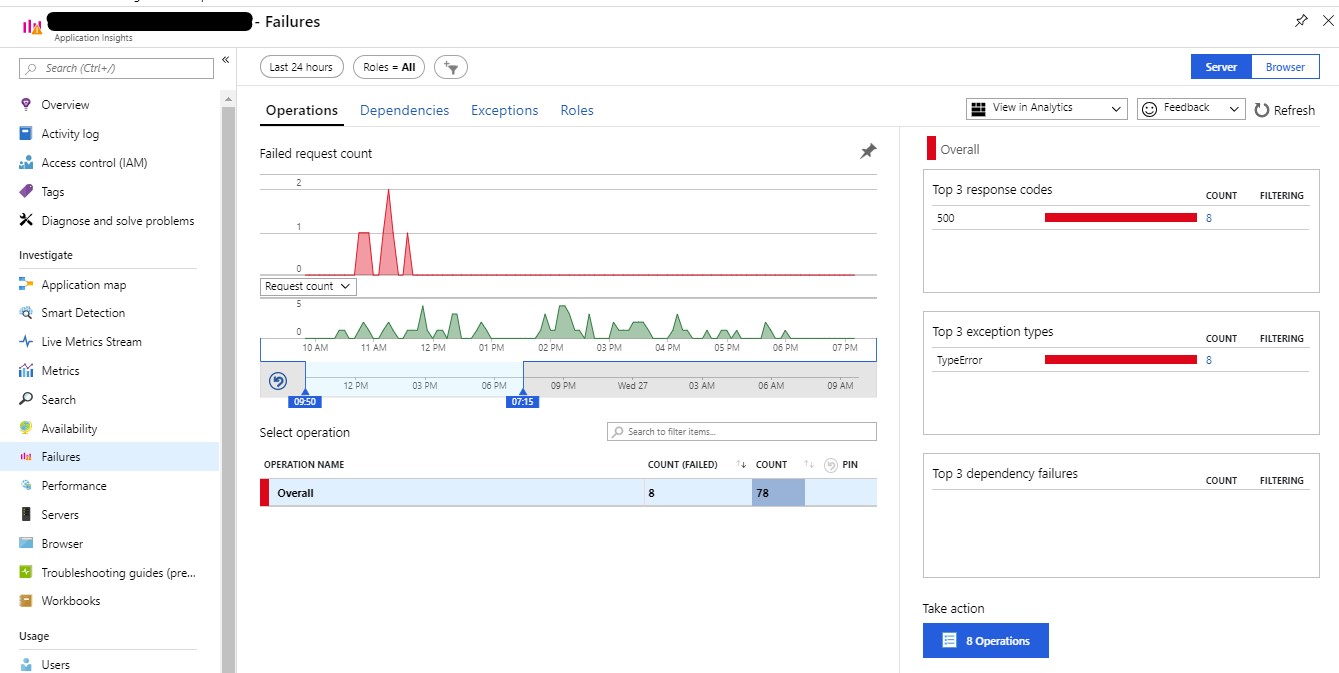 - Failures
Application Insights
Search (Ctrl+/)
«
Overview
Activity log
Access control (IAM)
Tags
Diagnose and solve problems
Investigate
Application map
Smart Detection
Live Metrics Stream
Metrics
Search
Availability
Failures
Performance
Servers
Browser
Troubleshooting guides (pre...
Workbooks
Usage
Users
Last 24 hours
Roles = All
Server
Browser
Operations
Dependencies
Exceptions
Roles
View in Analytics
Feedback
Refresh
Failed request count
2
1
0
Request count
5
0
10 AM 11 AM 12 PM 01 PM 02 PM 03 PM 04 PM 05 PM 06 PM 07 PM
12 PM 03 PM 06 PM 09 PM Wed 27 03 AM 06 AM 09 AM
09:50 07:15
Select operation
Search to filter items...
OPERATION NAME COUNT (FAILED) COUNT PIN
Overall 8 78
Overall
Top 3 response codes
COUNT FILTERING
500 8
Top 3 exception types
COUNT FILTERING
TypeError 8
Top 3 dependency failures
COUNT FILTERING
Take action
8 Operations